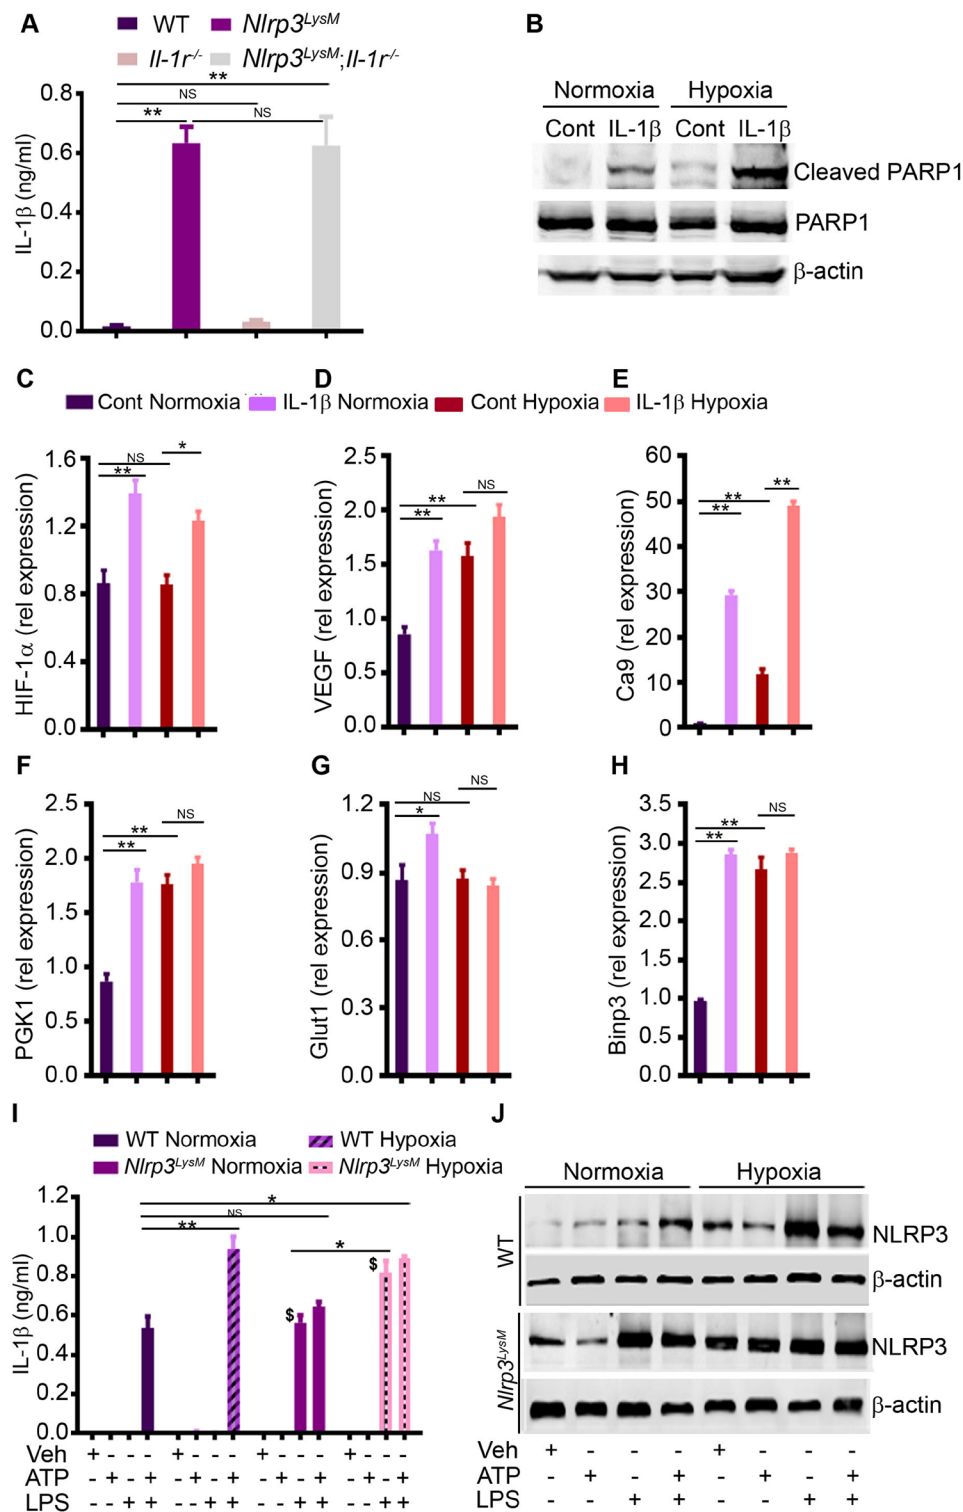 A
WT
Nlrp3LysM
Il-1r-/-
Nlrp3LysM;Il-1r-/-
**
NS
**
NS
0.8
0.6
0.4
0.2
0.0
IL-1β (ng/ml)
B
Normoxia Hypoxia
Cont IL-1β Cont IL-1β
Cleaved PARP1
PARP1
β-actin
C D E
Cont Normoxia IL-1β Normoxia Cont Hypoxia IL-1β Hypoxia
HIF-1α (rel expression)
1.6
1.2
0.8
0.4
0.0
NS
**
*
VEGF (rel expression)
2.5
2.0
1.5
1.0
0.5
0.0
**
**
NS
Ca9 (rel expression)
60
50
40
30
20
10
0
**
**
**
F
PGK1 (rel expression)
2.5
2.0
1.5
1.0
0.5
0.0
**
**
NS
G
Glut1 (rel expression)
1.2
0.9
0.6
0.3
0.0
NS
NS
*
H
Binp3 (rel expression)
3.5
3.0
2.5
2.0
1.5
1.0
0.5
0.0
**
**
NS
I
WT Normoxia WT Hypoxia
Nlrp3LysM Normoxia Nlrp3LysM Hypoxia
IL-1β (ng/ml)
1.2
1.0
0.8
0.6
0.4
0.2
0.0
*
NS
**
*
$
$
Veh + - - - + - - - + - - - + - - -
ATP - + - + - + - + - + - + - + - +
LPS - - + + - - + + - - + + - - + +
J
Normoxia Hypoxia
WT
NLRP3
β-actin
Nlrp3LysM
NLRP3
β-actin
Veh + - - - + - - -
ATP - + - + - + - +
LPS - - + + - - + +